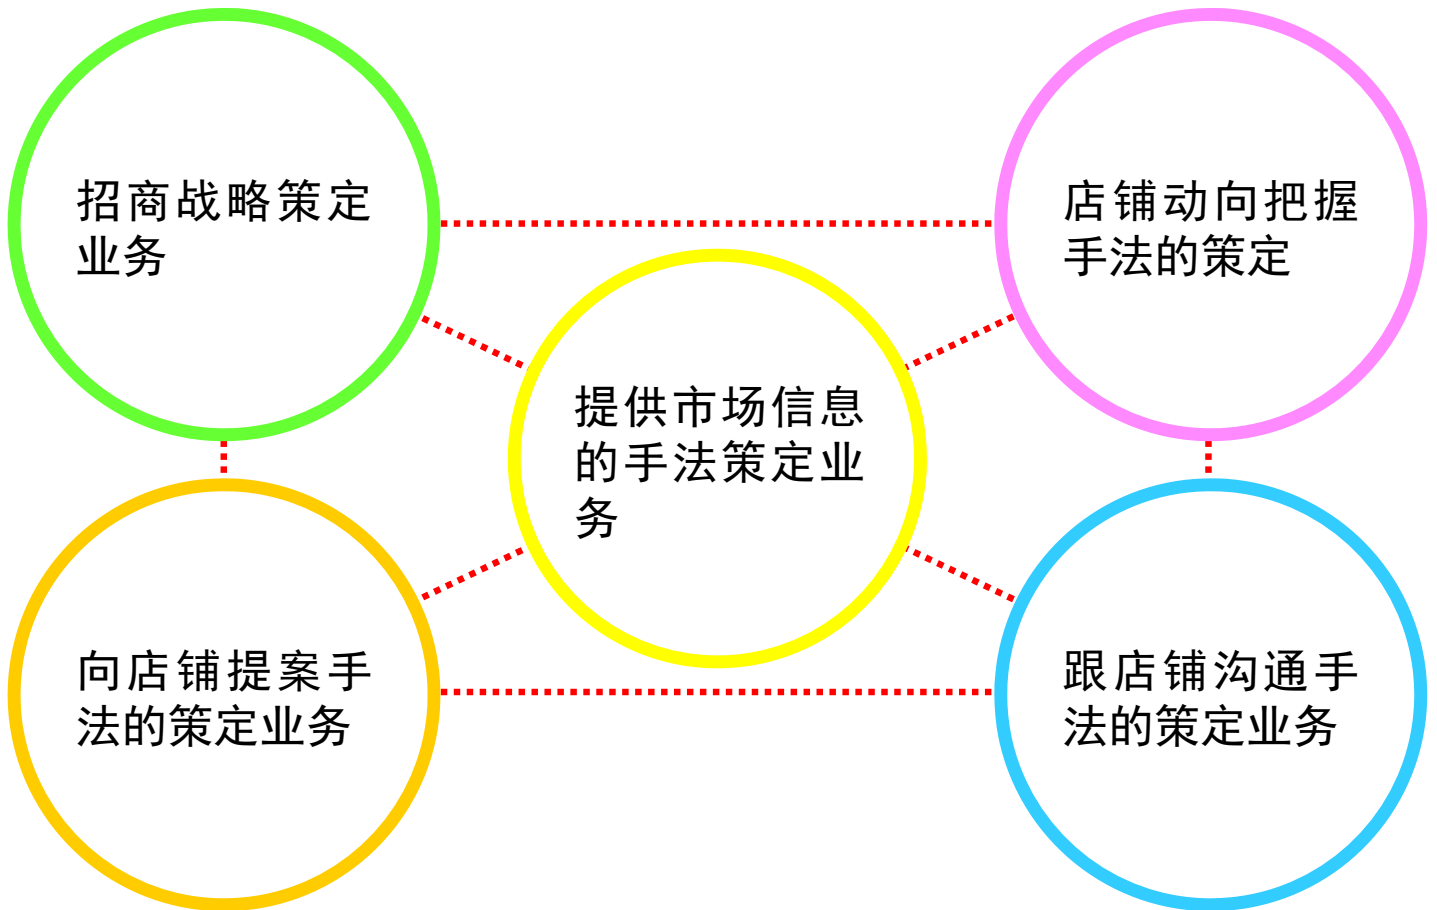 招商战略策定
业务
店铺动向把握
手法的策定
提供市场信息
的手法策定业
务
向店铺提案手
法的策定业务
跟店铺沟通手
法的策定业务